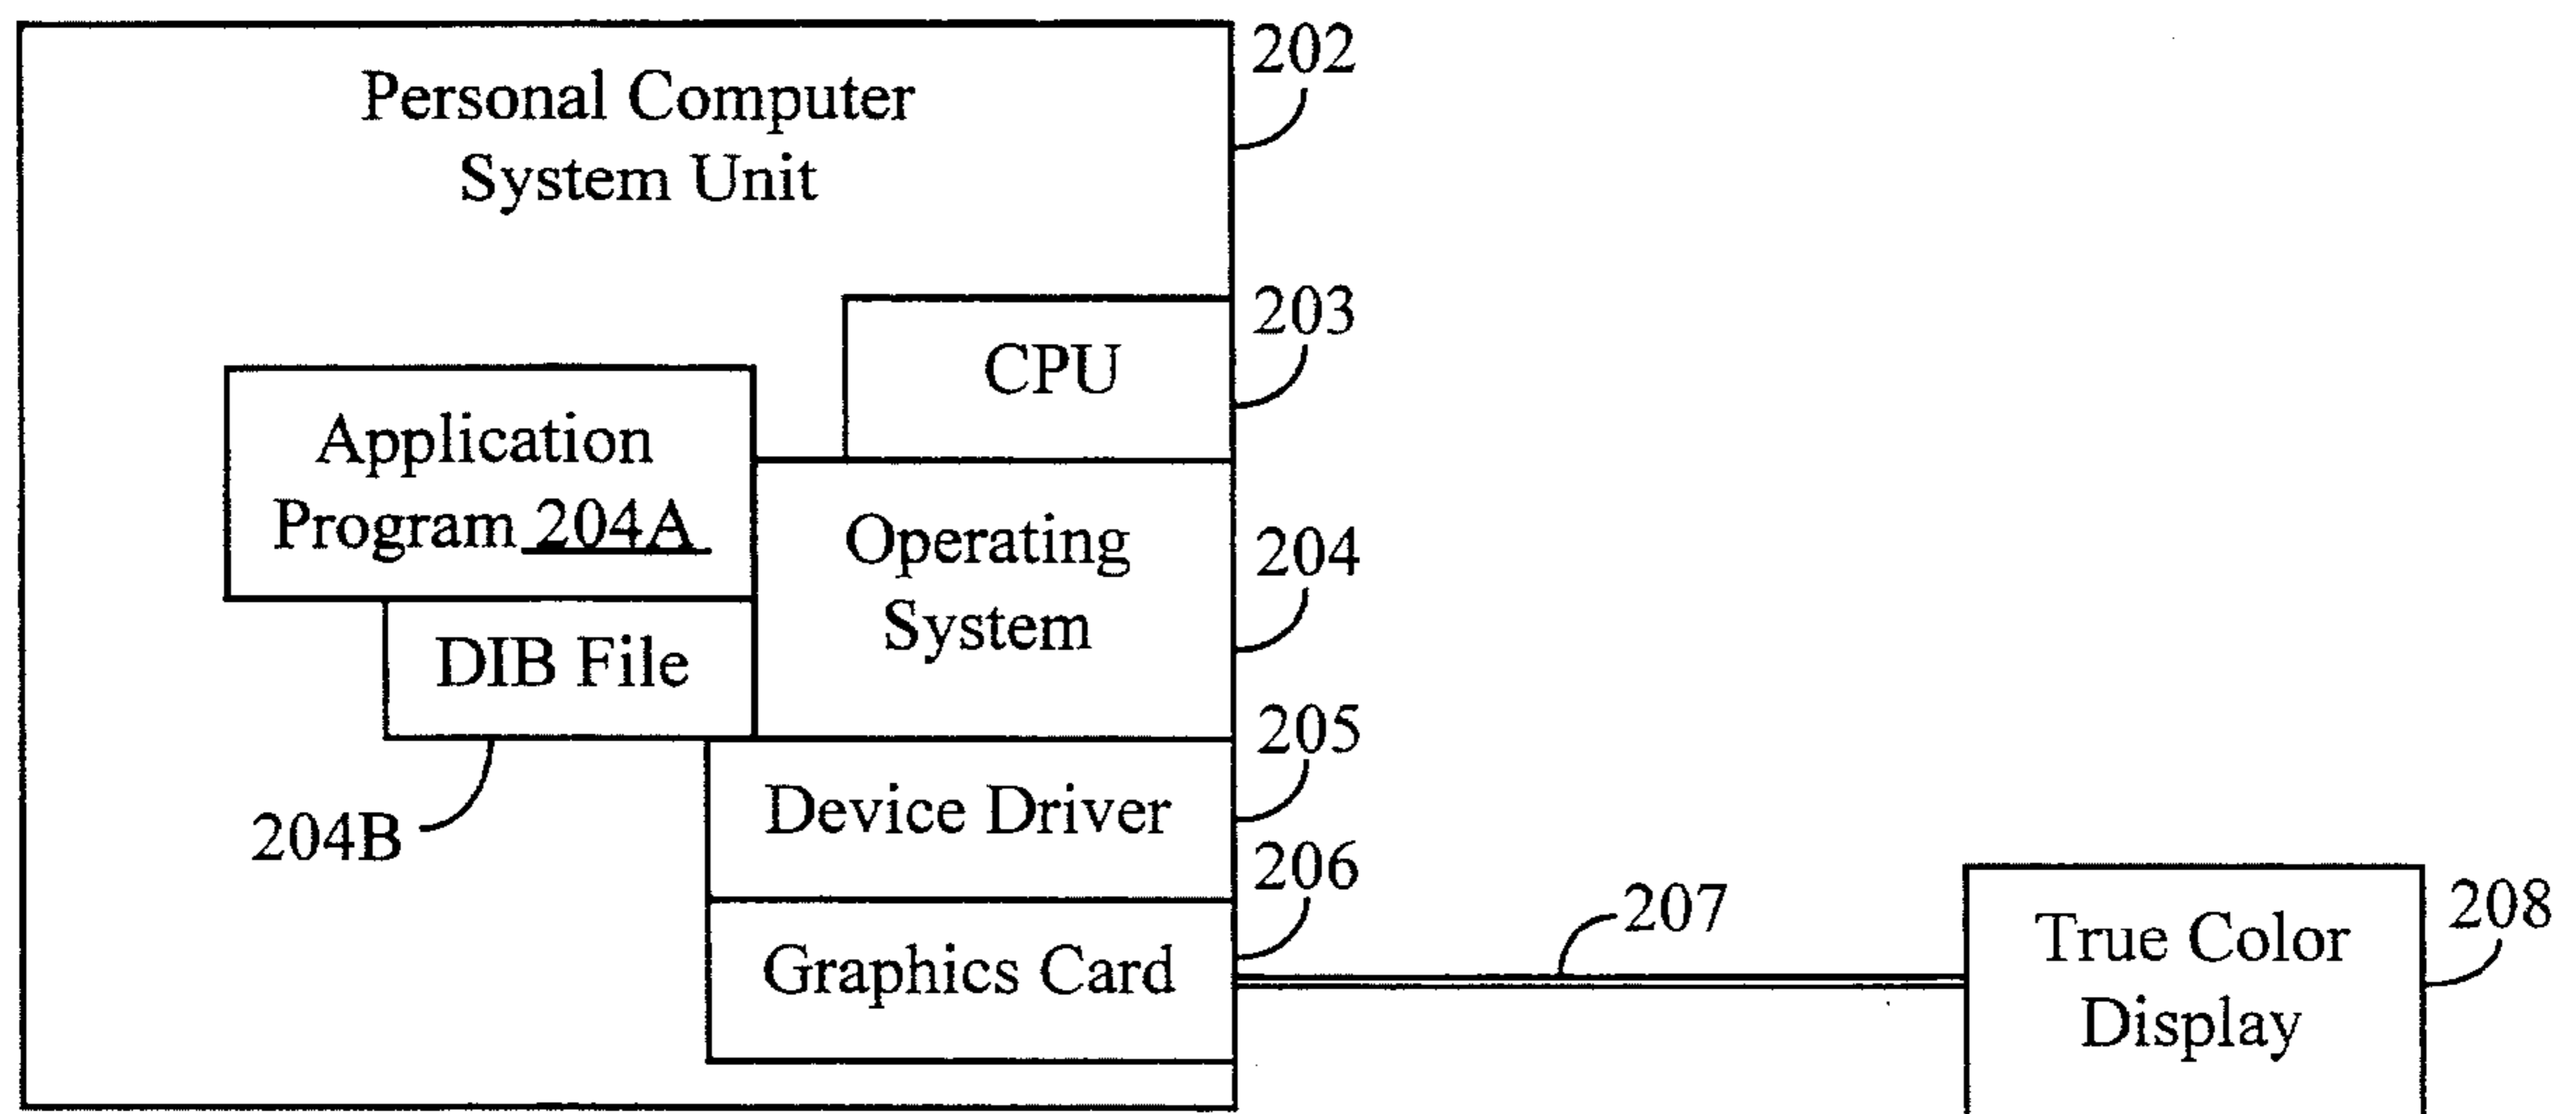 202
Personal Computer
System Unit
203
CPU
Application
Program 204A
Operating
System
204
DIB File
205
Device Driver
204B
206
Graphics Card
207
True Color
Display
208